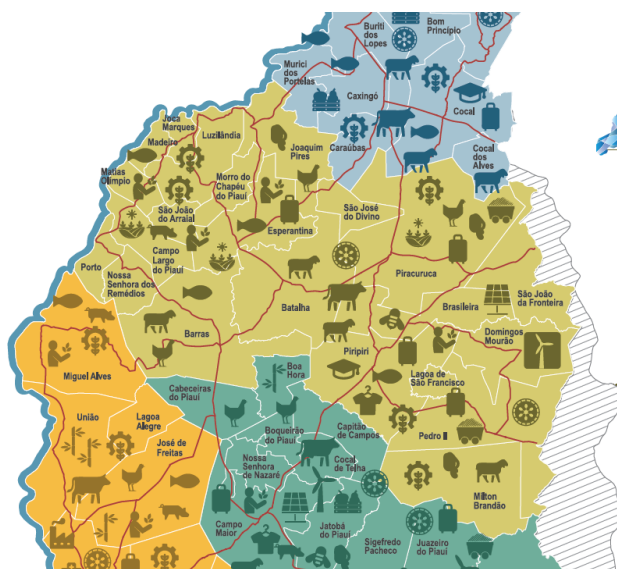 Buriti
dos
Lopes
Bom
Princípio
Murici
dos
Portelas
Caxingó
Cocal
Joca
Marques
Madeiro
Luzilândia
Joaquim
Pires
Caraúbas
Cocal
dos Alves
Matias
Olímpio
Morro do
Chapéu
do Piauí
São João
do Arraial
São José
do Divino
Esperantina
Campo
Largo
do Piauí
Porto
Nossa
Senhora dos
Remédios
Piracuruca
Batalha
Brasileira
São João
da Fronteira
Barras
Domingos
Mourão
Piripiri
Boa
Hora
Miguel Alves
Cabeceiras
do Piauí
Lagoa de
São Francisco
União
Lagoa
Alegre
Boqueirão
do Piauí
Capitão
de Campos
Pedro II
José de
Freitas
Nossa
Senhora
de Nazaré
Cocal
de Telha
Milton
Brandão
Campo
Maior
Jatobá
do Piauí
Sigefredo
Pacheco
Juazeiro
do Piauí